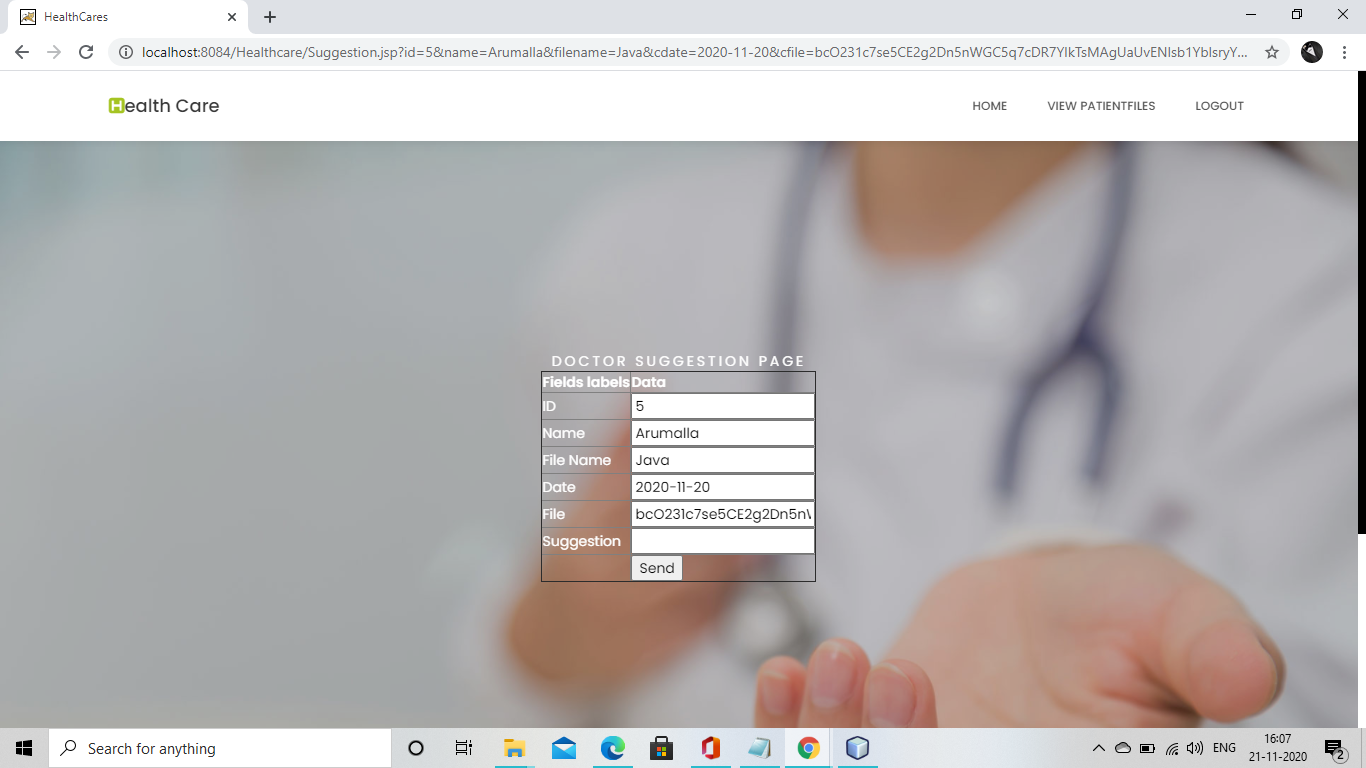 HealthCares
localhost:8084/Healthcare/Suggestion.jsp?id=5&name=Arumalla&filename=Java&cdate=2020-11-20&cfile=bcO231c7se5CE2g2Dn5nWGC5q7cDR7YIkTsMAgUaUvENIsb1YbIsryY...
Health Care
HOME VIEW PATIENTFILES LOGOUT
DOCTOR SUGGESTION PAGE
Fields labels Data
ID 5
Name Arumalla
File Name Java
Date 2020-11-20
File bcO231c7se5CE2g2Dn5n
Suggestion
Send
Search for anything
ENG
16:07
21-11-2020
2